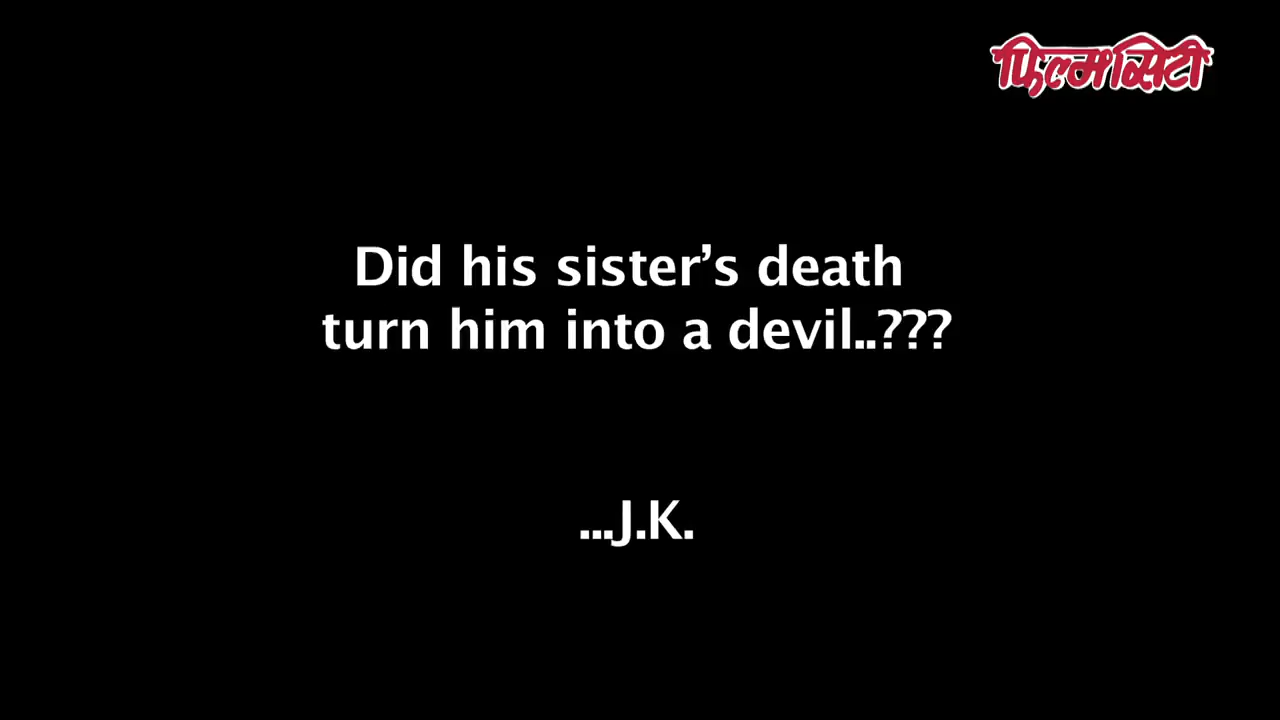 फिल्मसिटी
Did his sister’s death
turn him into a devil..???
...J.K.